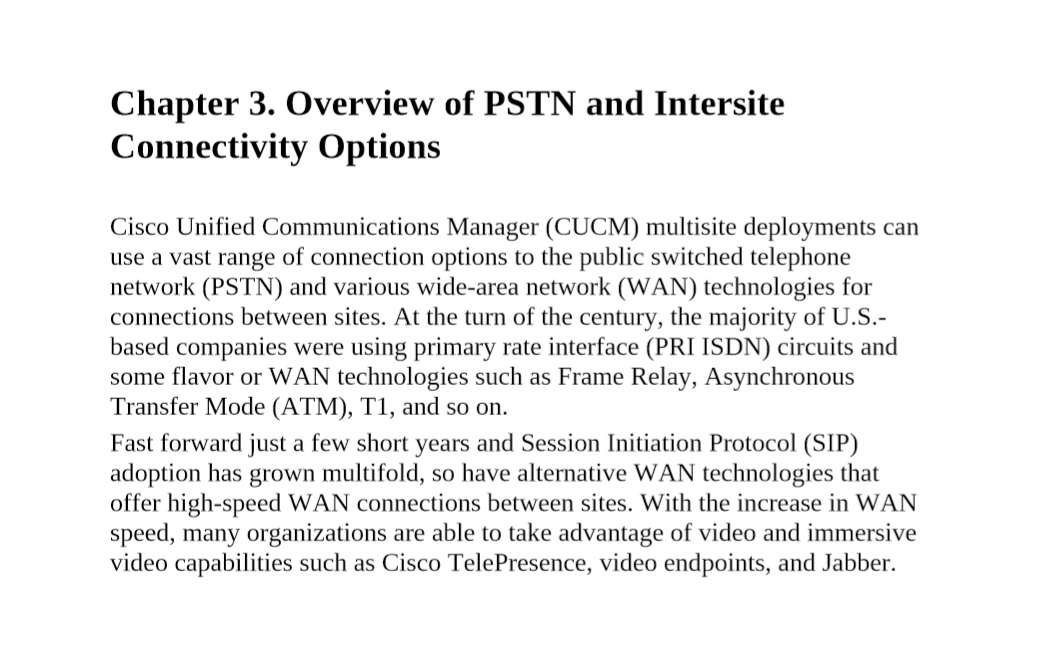 Chapter 3. Overview of PSTN and Intersite
Connectivity Options
Cisco Unified Communications Manager (CUCM) multisite deployments can
use a vast range of connection options to the public switched telephone
network (PSTN) and various wide-area network (WAN) technologies for
connections between sites. At the turn of the century, the majority of U.S.-
based companies were using primary rate interface (PRI ISDN) circuits and
some flavor or WAN technologies such as Frame Relay, Asynchronous
Transfer Mode (ATM), T1, and so on.
Fast forward just a few short years and Session Initiation Protocol (SIP)
adoption has grown multifold, so have alternative WAN technologies that
offer high-speed WAN connections between sites. With the increase in WAN
speed, many organizations are able to take advantage of video and immersive
video capabilities such as Cisco TelePresence, video endpoints, and Jabber.